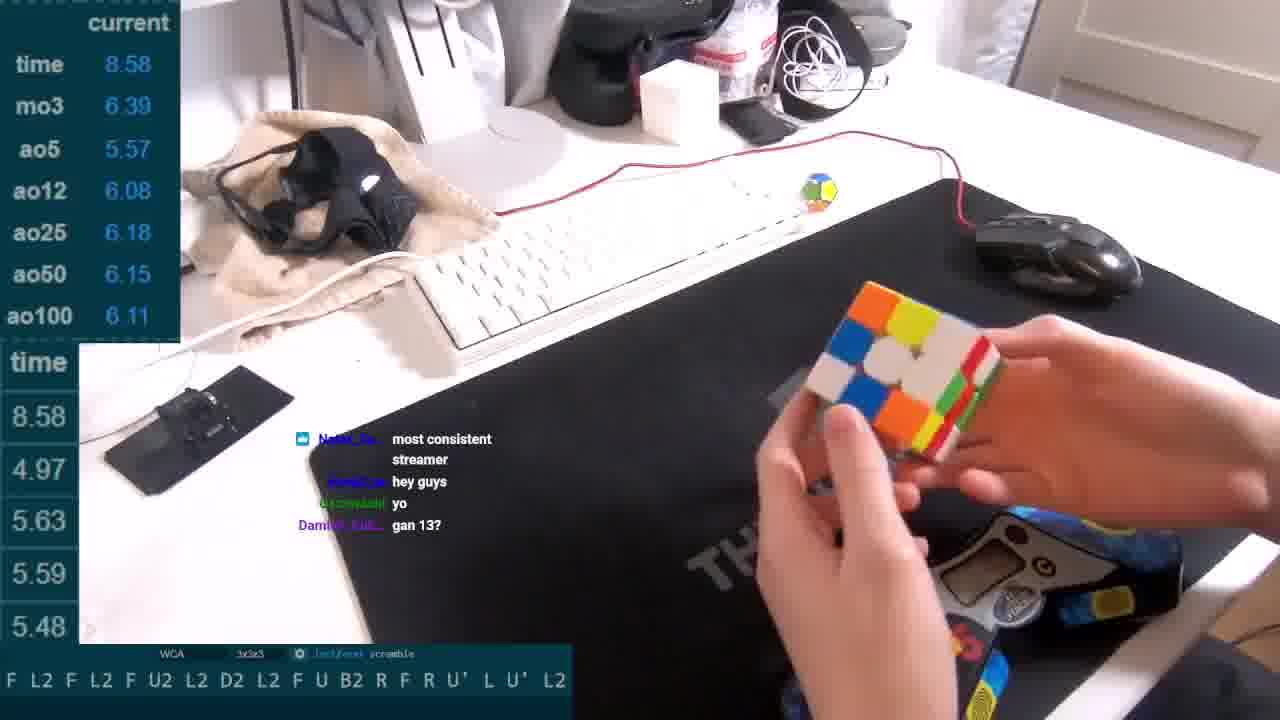 current
time 8.58
mo3 6.39
ao5 5.57
ao12 6.08
ao25 6.18
ao50 6.15
ao100 6.11
time
8.58
4.97
5.63
5.59
5.48
most consistent
streamer
hey guys
yo
gan 13?
TH
WCA 3x3x3 last/next scramble
F L2 F L2 F U2 L2 D2 L2 F U B2 R F R U' L U' L2